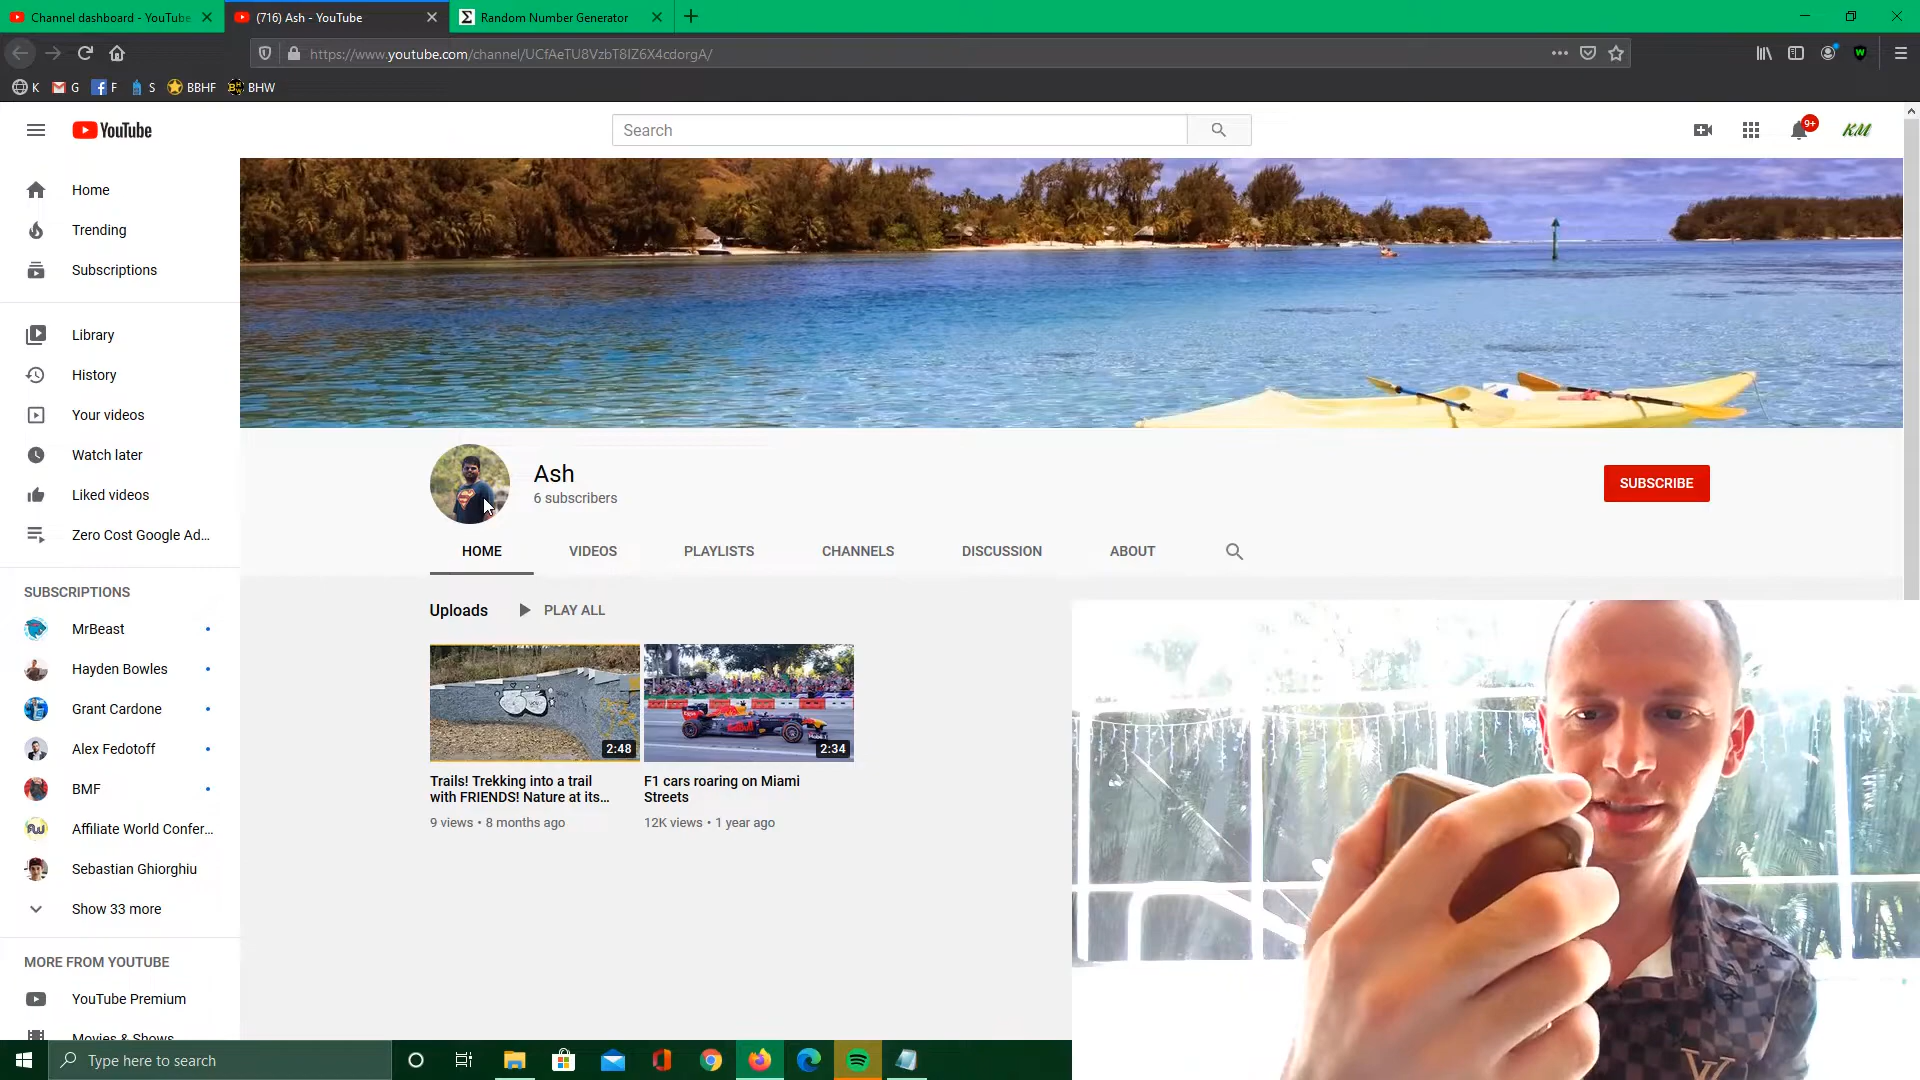 Channel dashboard - YouTube
(716) Ash - YouTube
Random Number Generator
https://www.youtube.com/channel/UCfAeTU8VzbT8IZ6X4cdorgA/
K
G
F
S
BBHF
BHW
YouTube
Search
9+
KM
Home
Trending
Subscriptions
Library
History
Your videos
Watch later
Liked videos
Zero Cost Google Ad...
SUBSCRIPTIONS
MrBeast
Hayden Bowles
Grant Cardone
Alex Fedotoff
BMF
Affiliate World Confer...
Sebastian Ghiorghiu
Show 33 more
MORE FROM YOUTUBE
YouTube Premium
Movies & Shows
Ash
6 subscribers
SUBSCRIBE
HOME
VIDEOS
PLAYLISTS
CHANNELS
DISCUSSION
ABOUT
Uploads
PLAY ALL
2:48
2:34
Trails! Trekking into a trail
with FRIENDS! Nature at its...
9 views • 8 months ago
F1 cars roaring on Miami
Streets
12K views • 1 year ago
Type here to search